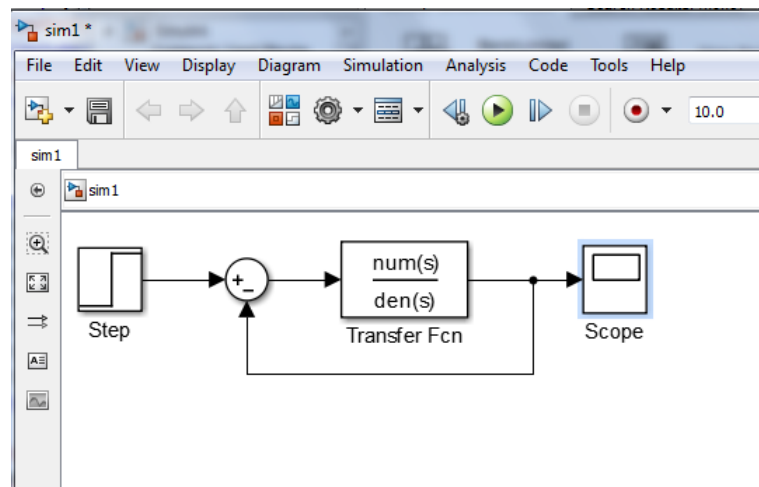 sim1 *
File Edit View Display Diagram Simulation Analysis Code Tools Help
10.0
sim1
sim1
+
-
num(s)
den(s)
Step
Transfer Fcn
Scope